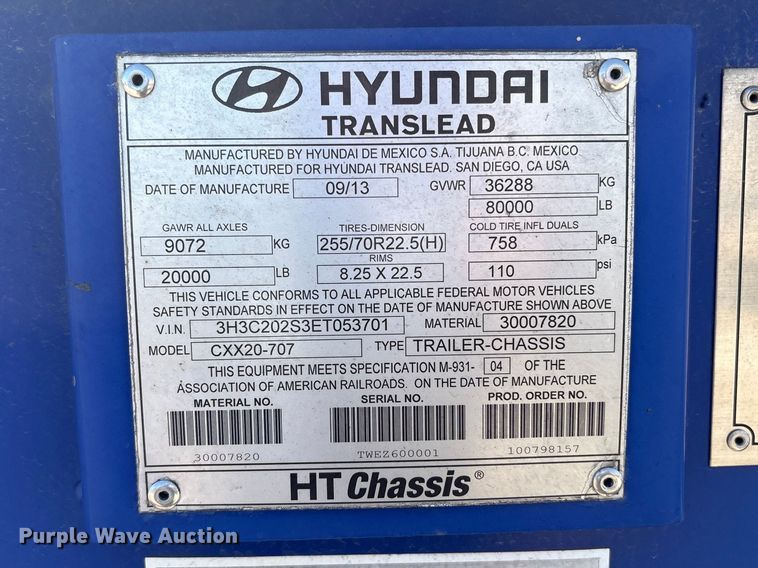 HYUNDAI
TRANSLEAD
MANUFACTURED BY HYUNDAI DE MEXICO S.A. TIJUANA B.C. MEXICO
MANUFACTURED FOR HYUNDAI TRANSLEAD. SAN DIEGO, CA USA
DATE OF MANUFACTURE 09/13 GVWR 36288 KG
80000 LB
GAWR ALL AXLES TIRES-DIMENSION COLD TIRE INFL DUALS
9072 KG 255/70R22.5(H) 758 kPa
RIMS
20000 LB 8.25 X 22.5 110 psi
THIS VEHICLE CONFORMS TO ALL APPLICABLE FEDERAL MOTOR VEHICLES
SAFETY STANDARDS IN EFFECT ON THE DATE OF MANUFACTURE SHOWN ABOVE
V.I.N. 3H3C202S3ET053701 MATERIAL 30007820
MODEL CXX20-707 TYPE TRAILER-CHASSIS
THIS EQUIPMENT MEETS SPECIFICATION M-931- 04 OF THE
ASSOCIATION OF AMERICAN RAILROADS. ON THE DATE OF MANUFACTURE
MATERIAL NO. SERIAL NO. PROD. ORDER NO.
30007820 TWEZ600001 100798157
HT Chassis®
Purple Wave Auction